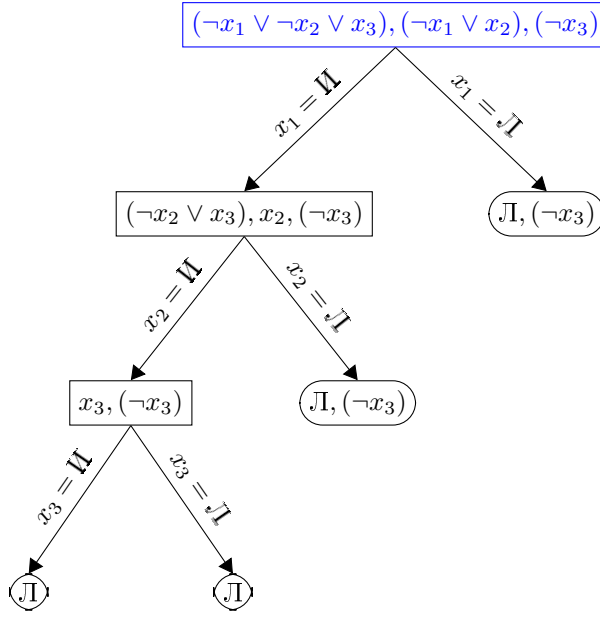 (¬x₁ ∨ ¬x₂ ∨ x₃), (¬x₁ ∨ x₂), (¬x₃)
x₁ = И
x₁ = Л
(¬x₂ ∨ x₃), x₂, (¬x₃)
Л, (¬x₃)
x₂ = И
x₂ = Л
x₃, (¬x₃)
Л, (¬x₃)
x₃ = И
x₃ = Л
Л
Л